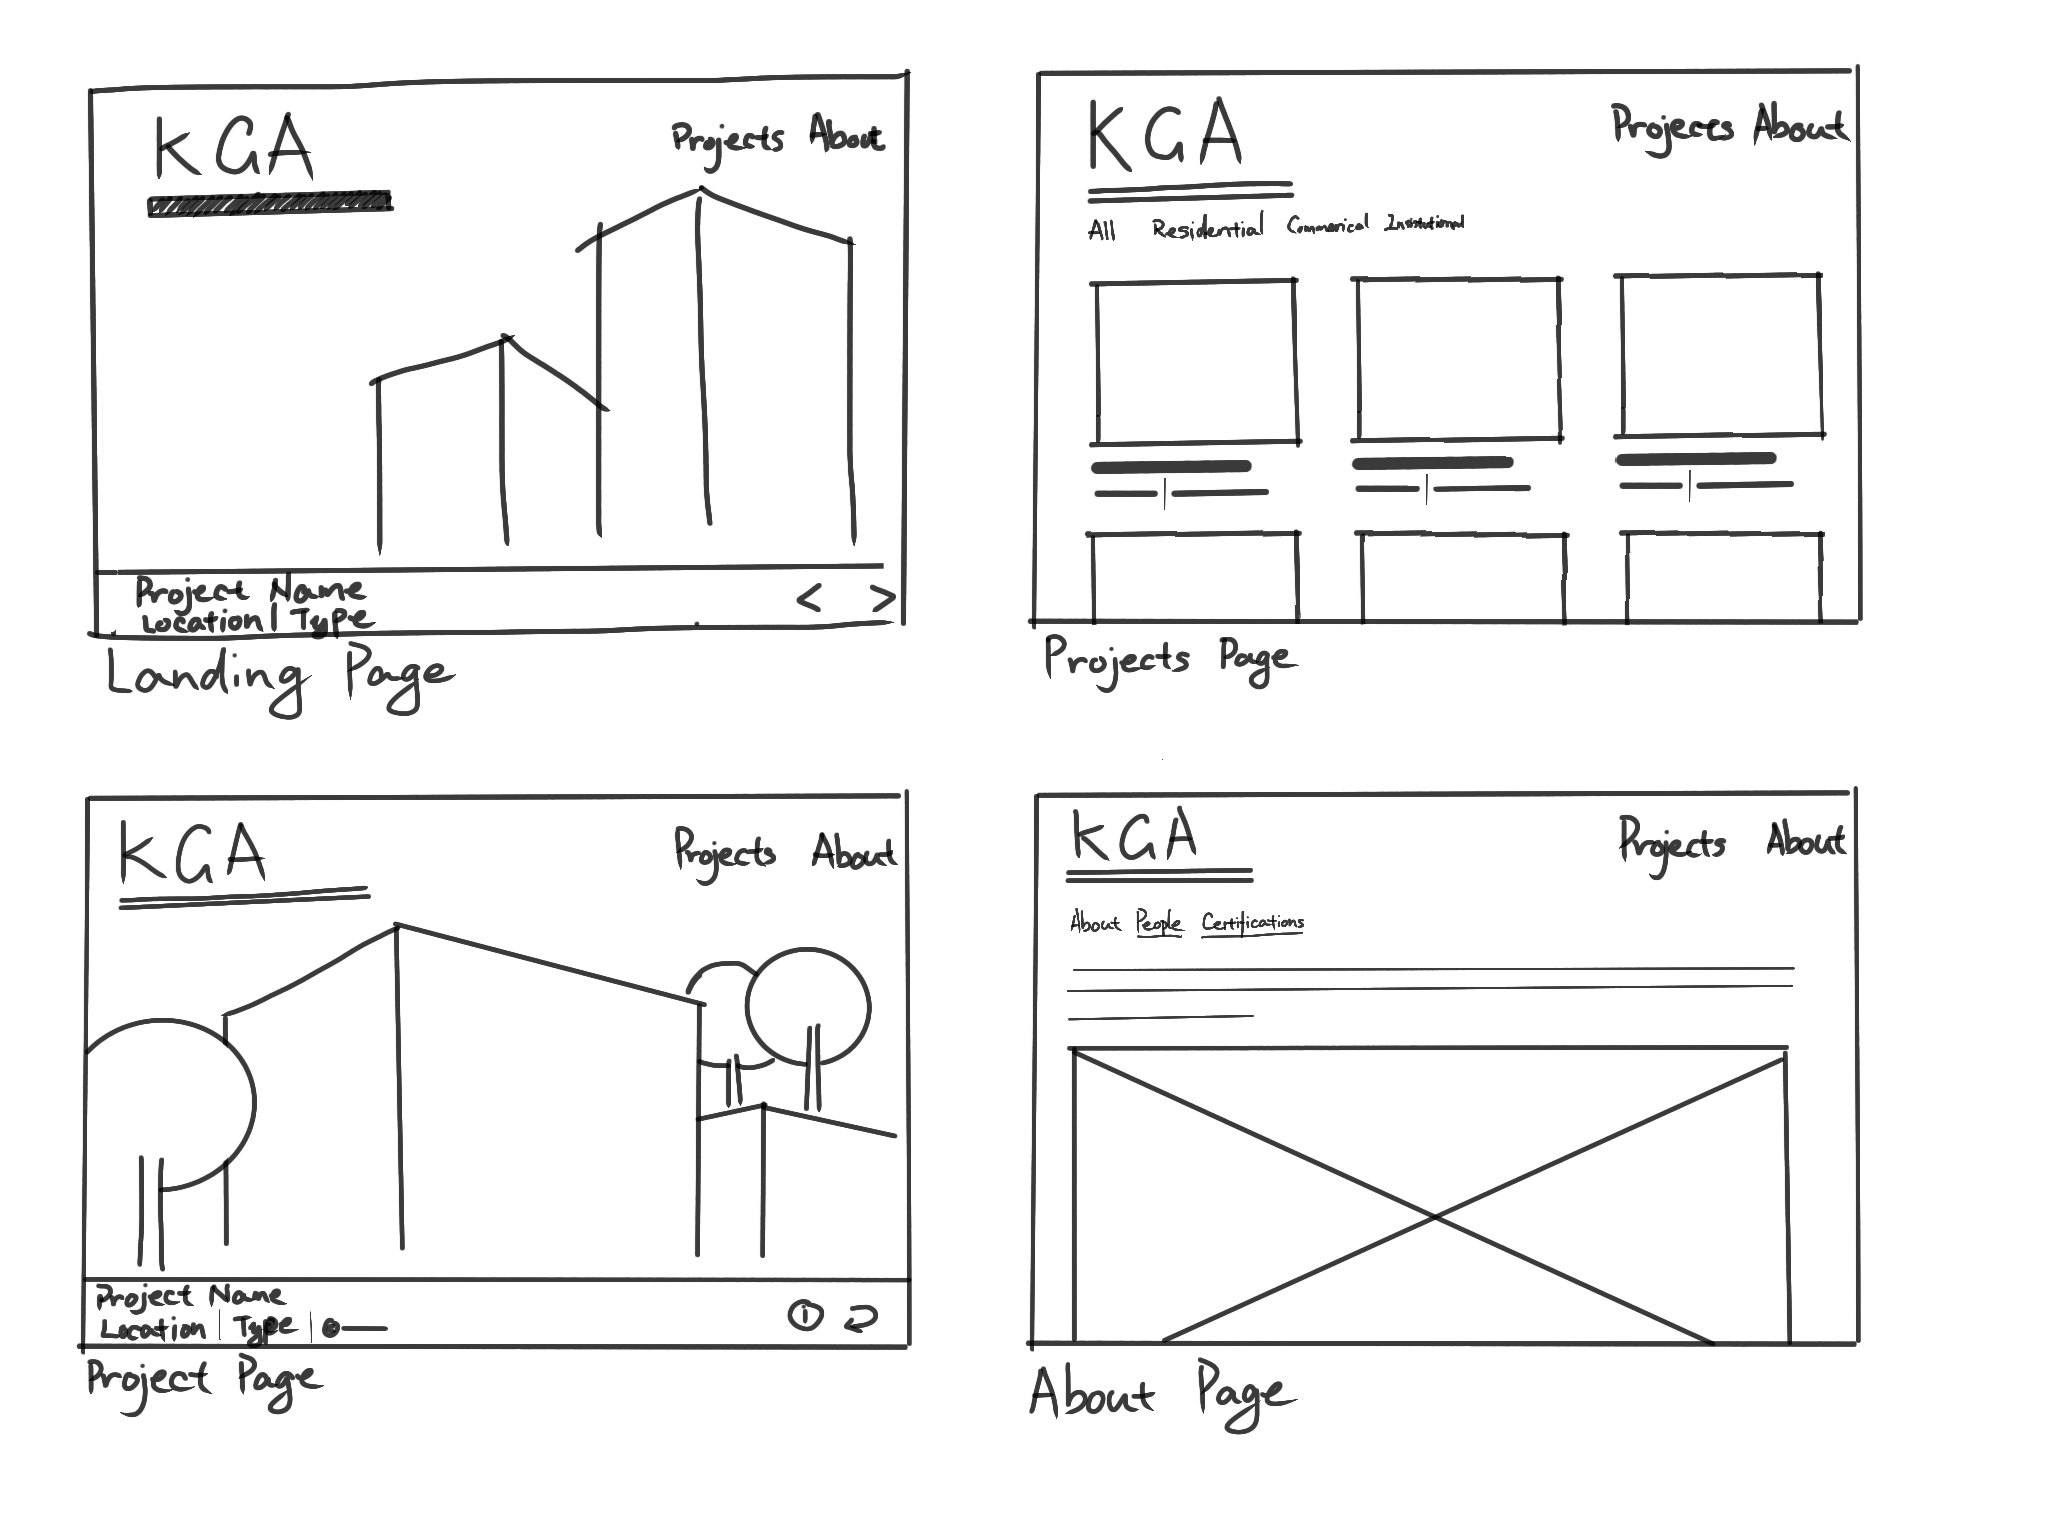 KGA
Projects About
Project Name
Location | Type
< >
Landing Page
KGA
Projects About
All Residential Commerical Institutional
Projects Page
KGA
Projects About
Project Name
Location | Type |
i
Project Page
KGA
Projects About
About People Certifications
About Page